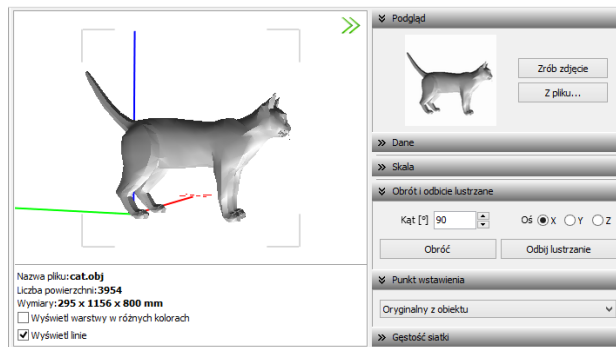 Podgląd
Zrób zdjęcie
Z pliku...
Dane
Skala
Obrót i odbicie lustrzane
Kąt [°] 90 Oś X Y Z
Obróć Odbij lustrzanie
Punkt wstawienia
Oryginalny z obiektu
Gęstość siatki
Nazwa pliku:cat.obj
Liczba powierzchni:3954
Wymiary:295 x 1156 x 800 mm
Wyświetl warstwy w różnych kolorach
Wyświetl linie